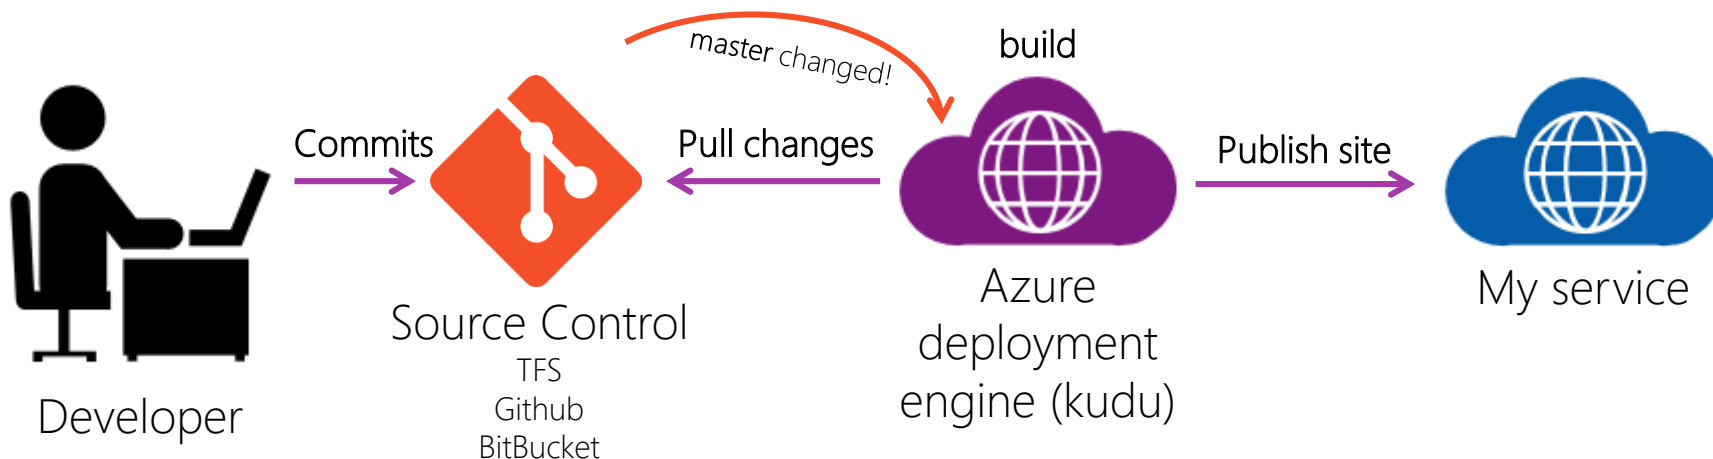 master changed!
build
Commits
Pull changes
Publish site
Developer
Source Control
TFS
Github
BitBucket
Azure
deployment
engine (kudu)
My service